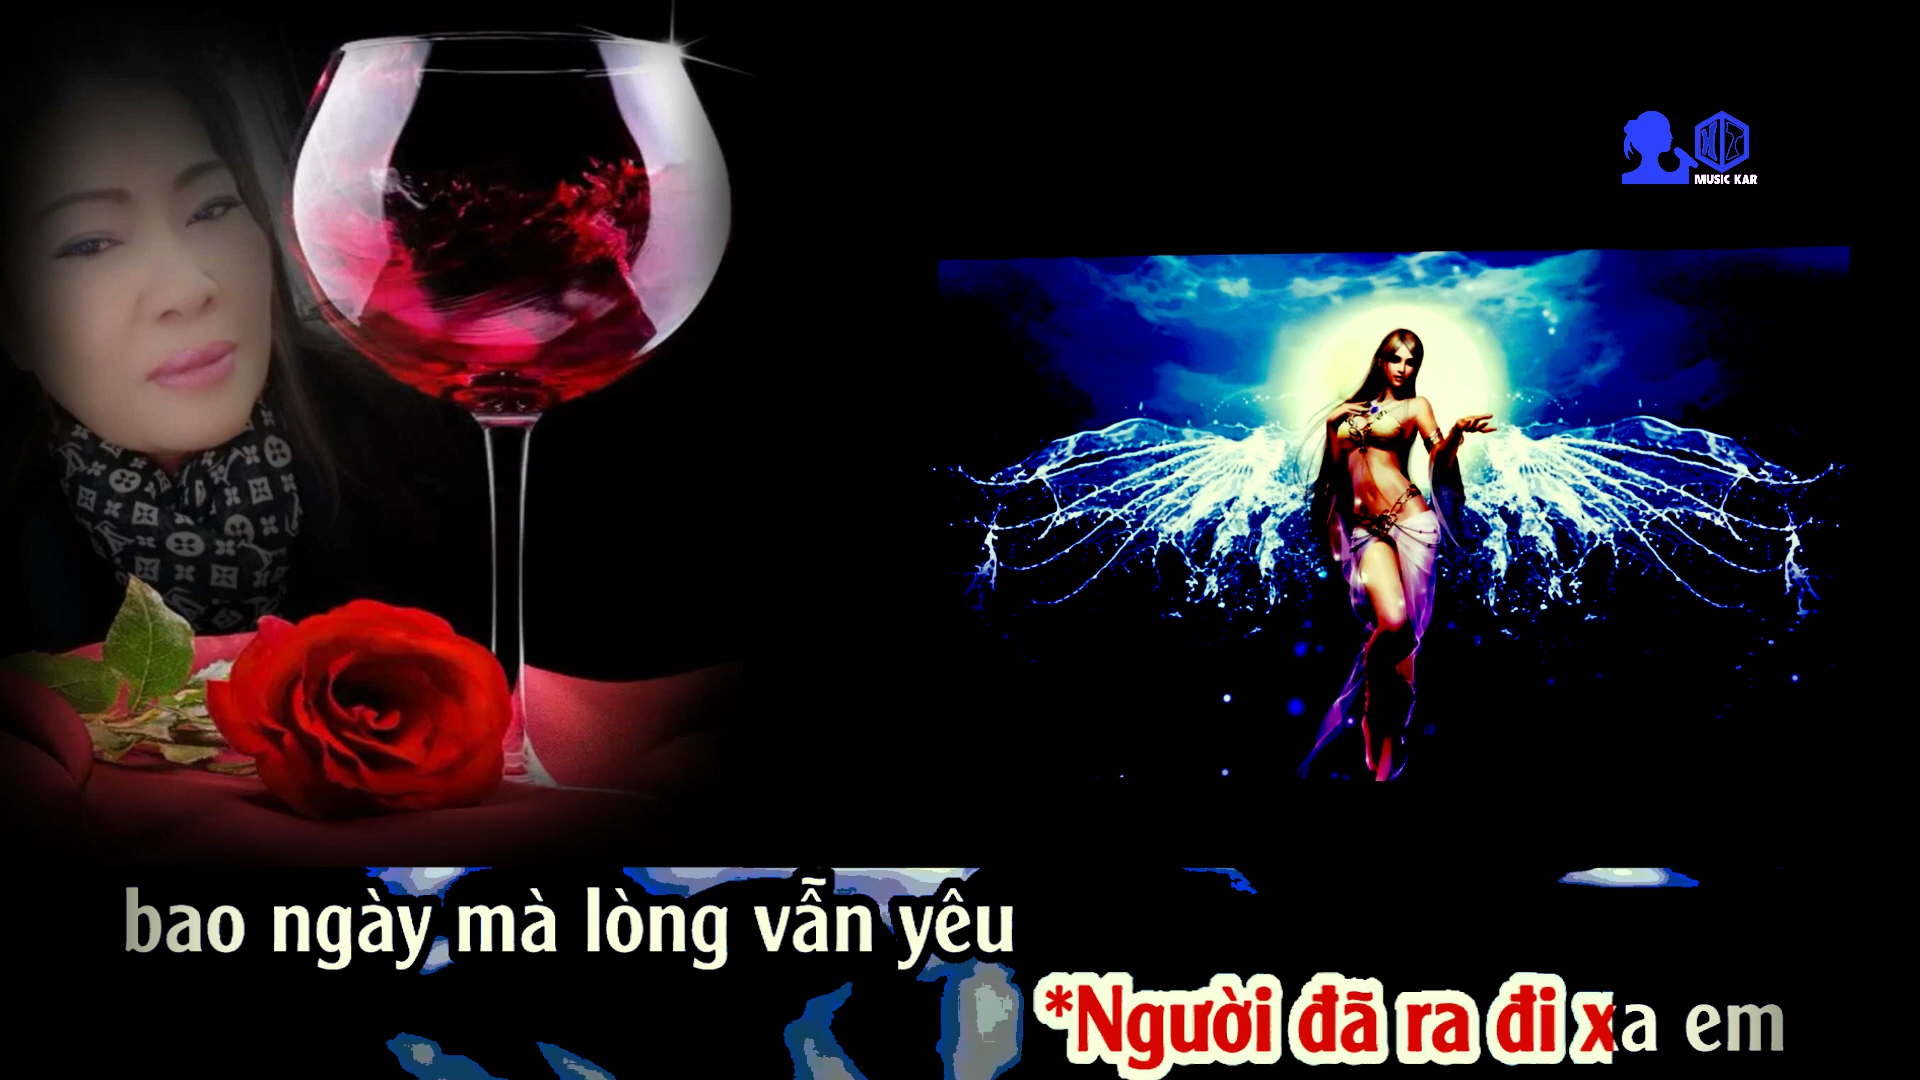 MUSIC KAR
bao ngày mà lòng vẫn yêu
*Người đã ra đi xa em